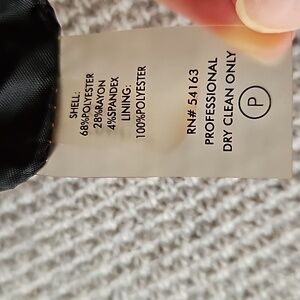 SHELL:
68%POLYESTER
28%RAYON
4%SPANDEX
LINING:
100%POLYESTER
RN# 54163
PROFESSIONAL
DRY CLEAN ONLY
P